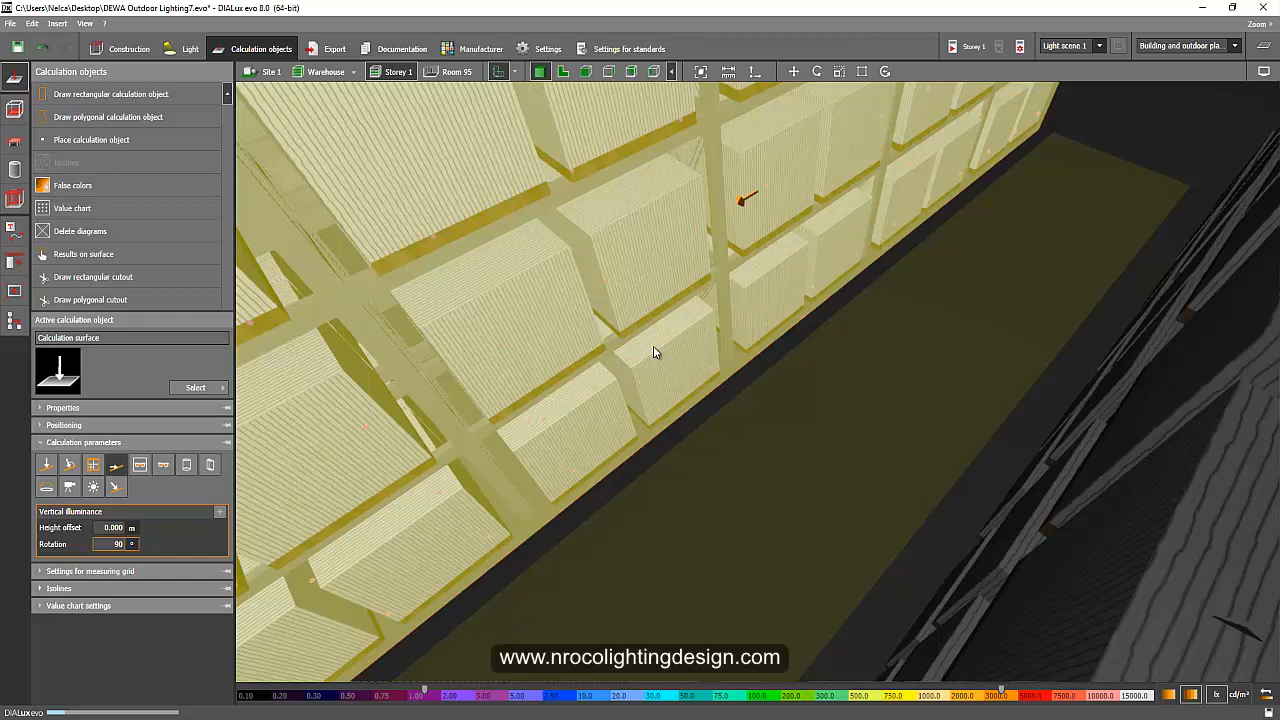 C:\Users\Nelca\Desktop\DEWA Outdoor Lighting7.evo* - DIALux evo 8.0 (64-bit)
File Edit Insert View ? Zoom
Construction Light Calculation objects Export Documentation Manufacturer Settings Settings for standards Storey 1 Light scene 1 Building and outdoor pla...
Calculation objects Site 1 Warehouse Storey 1 Room 95
Draw rectangular calculation object
Draw polygonal calculation object
Place calculation object
Isolines
False colors
Value chart
Delete diagrams
Results on surface
Draw rectangular cutout
Draw polygonal cutout
Active calculation object
Calculation surface
Select
Properties
Positioning
Calculation parameters
Vertical illuminance
Height offset 0.000 m
Rotation 90 °
Settings for measuring grid
Isolines
Value chart settings
www.nrocolightingdesign.com
0.10 0.20 0.30 0.50 0.75 1.00 2.00 3.00 5.00 7.50 10.0 20.0 30.0 50.0 75.0 100.0 200.0 300.0 500.0 750.0 1000.0 2000.0 3000.0 5000.0 7500.0 10000.0 15000.0 lx cd/m²
DIALux evo